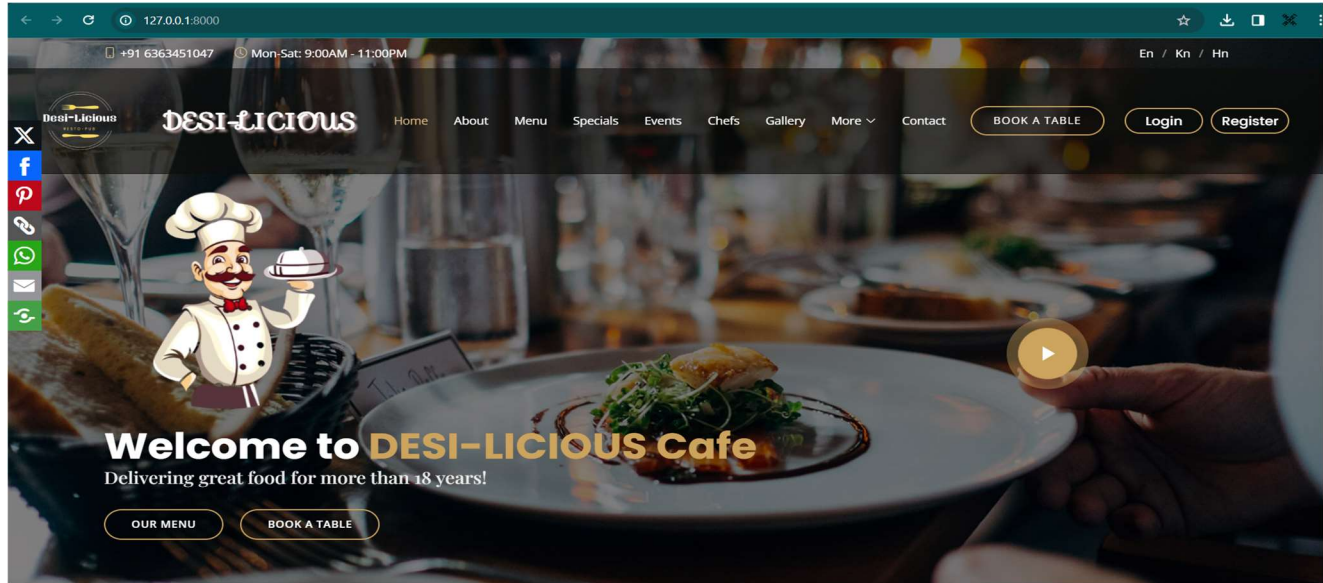 127.0.0.1:8000
+91 6363451047 Mon-Sat: 9:00AM - 11:00PM En / Kn / Hn
Desi-Licious
RESTO-PUB
DESI-LICIOUS Home About Menu Specials Events Chefs Gallery More Contact BOOK A TABLE Login Register
Welcome to DESI-LICIOUS Cafe
Delivering great food for more than 18 years!
OUR MENU BOOK A TABLE